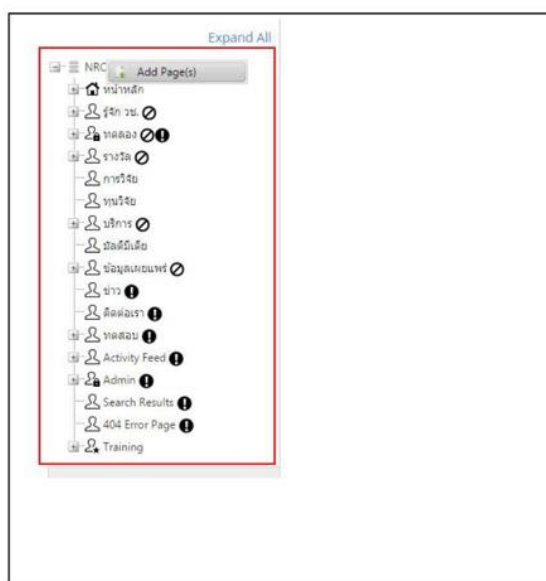 Expand All
NRC
Add Page(s)
หน้าหลัก
รู้จัก วช.
ทดลอง
รางวัล
การวิจัย
ทุนวิจัย
บริการ
มัลติมีเดีย
ข้อมูลเผยแพร่
ข่าว
ติดต่อเรา
ทดสอบ
Activity Feed
Admin
Search Results
404 Error Page
Training